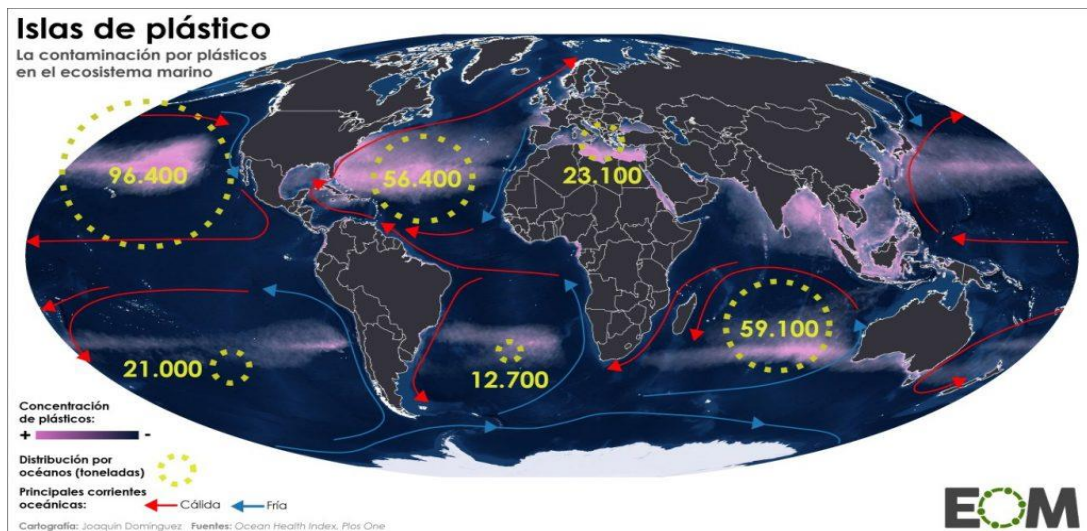 Islas de plástico
La contaminación por plásticos
en el ecosistema marino
96.400
56.400
23.100
59.100
21.000
12.700
Concentración
de plásticos:
+ -
Distribución por
océanos (toneladas)
Principales corrientes
oceánicas:
Cálida
Fría
Cartografía: Joaquín Domínguez Fuentes: Ocean Health Index, Plos One
EOM